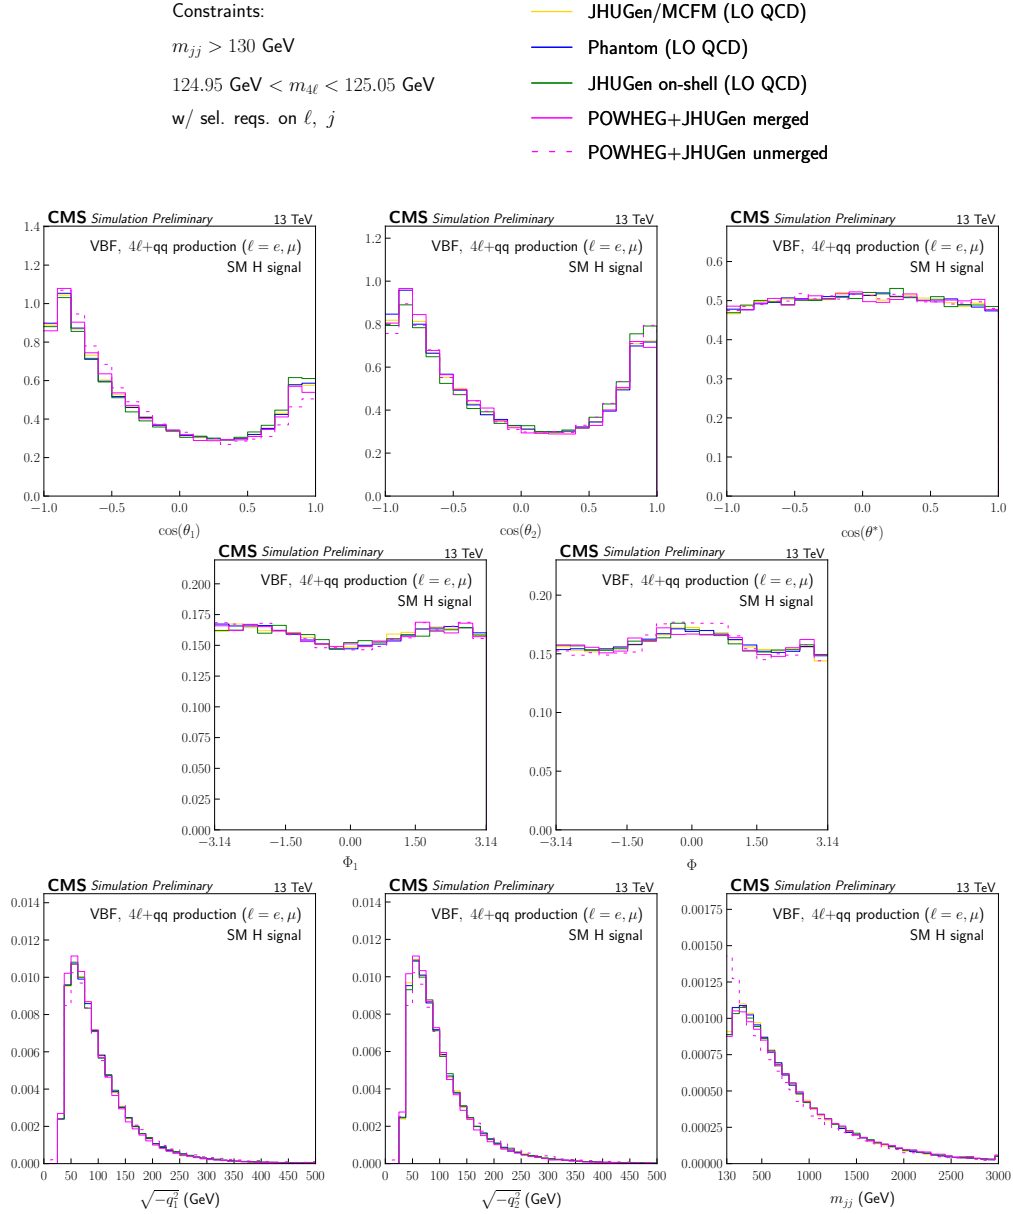 Constraints:
m_{jj} > 130 GeV
124.95 GeV < m_{4ℓ} < 125.05 GeV
w/ sel. reqs. on ℓ, j
JHUGen/MCFM (LO QCD)
Phantom (LO QCD)
JHUGen on-shell (LO QCD)
POWHEG+JHUGen merged
POWHEG+JHUGen unmerged
CMS Simulation Preliminary 13 TeV
VBF, 4ℓ+qq production (ℓ = e, μ)
SM H signal
1.4
1.2
1.0
0.8
0.6
0.4
0.2
0.0
−1.0 −0.5 0.0 0.5 1.0
cos(θ₁)
CMS Simulation Preliminary 13 TeV
VBF, 4ℓ+qq production (ℓ = e, μ)
SM H signal
1.2
1.0
0.8
0.6
0.4
0.2
0.0
−1.0 −0.5 0.0 0.5 1.0
cos(θ₂)
CMS Simulation Preliminary 13 TeV
VBF, 4ℓ+qq production (ℓ = e, μ)
SM H signal
0.6
0.5
0.4
0.3
0.2
0.1
0.0
−1.0 −0.5 0.0 0.5 1.0
cos(θ*)
CMS Simulation Preliminary 13 TeV
VBF, 4ℓ+qq production (ℓ = e, μ)
SM H signal
0.200
0.175
0.150
0.125
0.100
0.075
0.050
0.025
0.000
−3.14 −1.50 0.00 1.50 3.14
Φ₁
CMS Simulation Preliminary 13 TeV
VBF, 4ℓ+qq production (ℓ = e, μ)
SM H signal
0.20
0.15
0.10
0.05
0.00
−3.14 −1.50 0.00 1.50 3.14
Φ
CMS Simulation Preliminary 13 TeV
VBF, 4ℓ+qq production (ℓ = e, μ)
SM H signal
0.014
0.012
0.010
0.008
0.006
0.004
0.002
0.000
0 50 100 150 200 250 300 350 400 450 500
√−q₁² (GeV)
CMS Simulation Preliminary 13 TeV
VBF, 4ℓ+qq production (ℓ = e, μ)
SM H signal
0.014
0.012
0.010
0.008
0.006
0.004
0.002
0.000
0 50 100 150 200 250 300 350 400 450 500
√−q₂² (GeV)
CMS Simulation Preliminary 13 TeV
VBF, 4ℓ+qq production (ℓ = e, μ)
SM H signal
0.00175
0.00150
0.00125
0.00100
0.00075
0.00050
0.00025
0.00000
130 500 1000 1500 2000 2500 3000
m_{jj} (GeV)